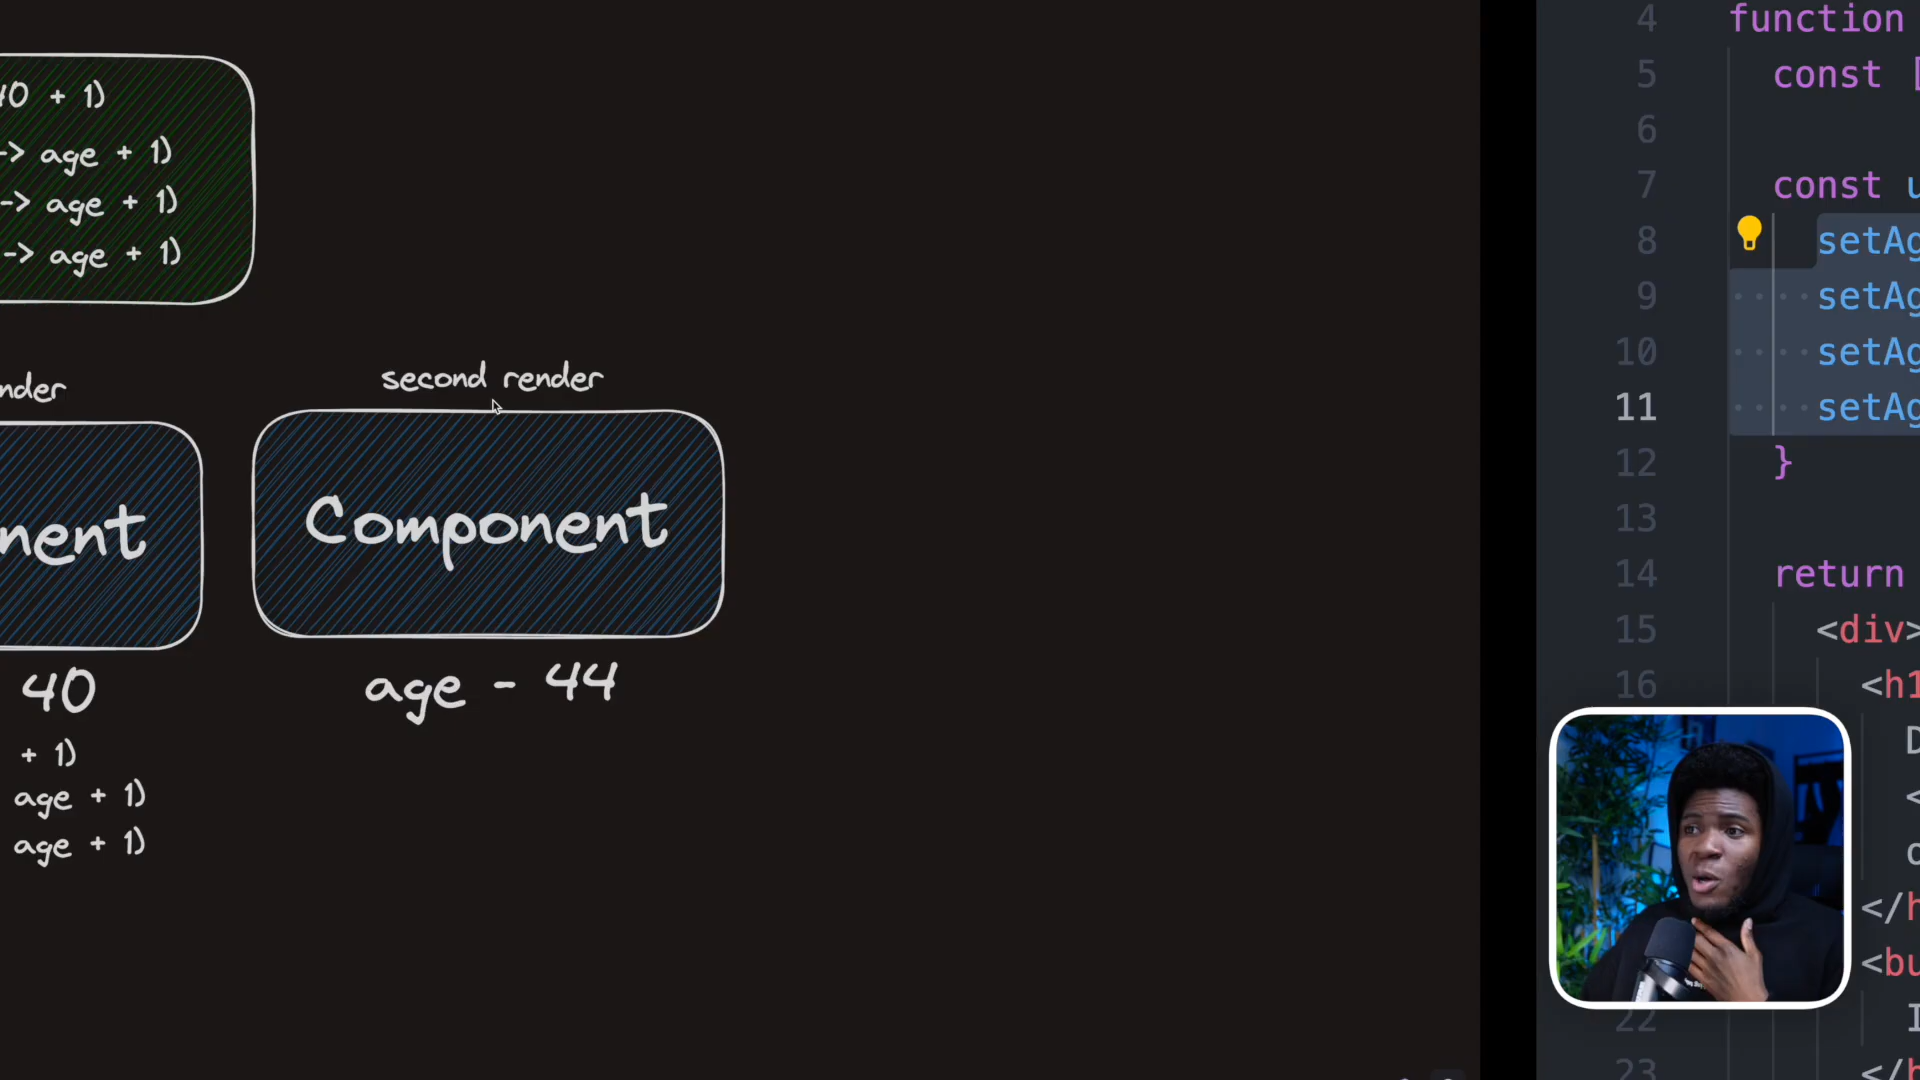 40 + 1)
-> age + 1)
-> age + 1)
-> age + 1)
nder
second render
nent
Component
40
age - 44
+ 1)
age + 1)
age + 1)
4 function
5 const [
6
7 const u
8 setAg
9 setAg
10 setAg
11 setAg
12 }
13
14 return
15 <div>
16 <h1
D
<
c
</h
<bu
22 I
23 </h